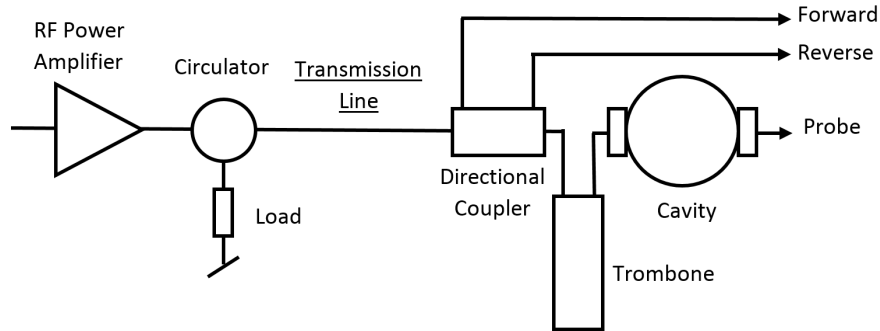 Forward
RF Power
Amplifier
Circulator
Transmission
Line
Reverse
Probe
Directional
Coupler
Cavity
Load
Trombone